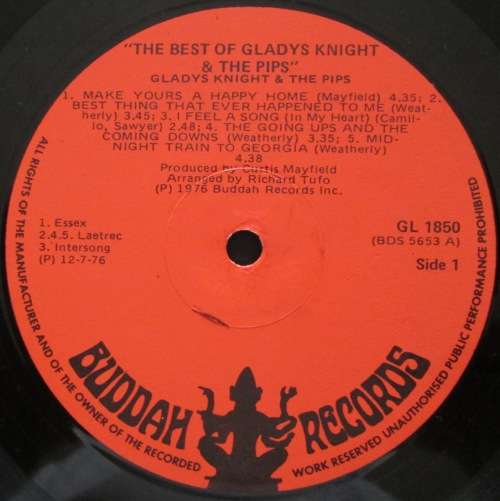 "THE BEST OF GLADYS KNIGHT
& THE PIPS"
GLADYS KNIGHT & THE PIPS
1. MAKE YOURS A HAPPY HOME (Mayfield) 4.35; 2.
BEST THING THAT EVER HAPPENED TO ME (Weat-
herly) 3.45; 3. I FEEL A SONG (In My Heart) (Camil-
lo, Sawyer) 2.48; 4. THE GOING UPS AND THE
COMING DOWNS (Weatherly) 3.35; 5. MID-
NIGHT TRAIN TO GEORGIA (Weatherly)
4.38
Produced by Curtis Mayfield
Arranged by Richard Tufo
(P) 1976 Buddah Records Inc.
1. Essex
2.4.5. Laetrec
3. Intersong
(P) 12-7-76
GL 1850
(BDS 5653 A)
Side 1
BUDDAH RECORDS
ALL RIGHTS OF THE MANUFACTURER AND OF THE OWNER OF THE RECORDED WORK RESERVED UNAUTHORISED PUBLIC PERFORMANCE PROHIBITED